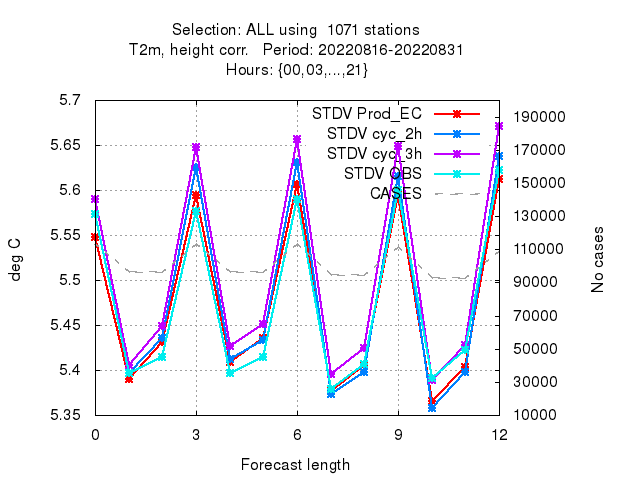 Selection: ALL using  1071 stations
T2m, height corr.   Period: 20220816-20220831
Hours: {00,03,...,21}
5.7
5.65
5.6
5.55
5.5
5.45
5.4
5.35
deg C
STDV Prod_EC
STDV cyc_2h
STDV cyc_3h
STDV OBS
CASES
190000
170000
150000
130000
110000
90000
70000
50000
30000
10000
No cases
0 3 6 9 12
Forecast length